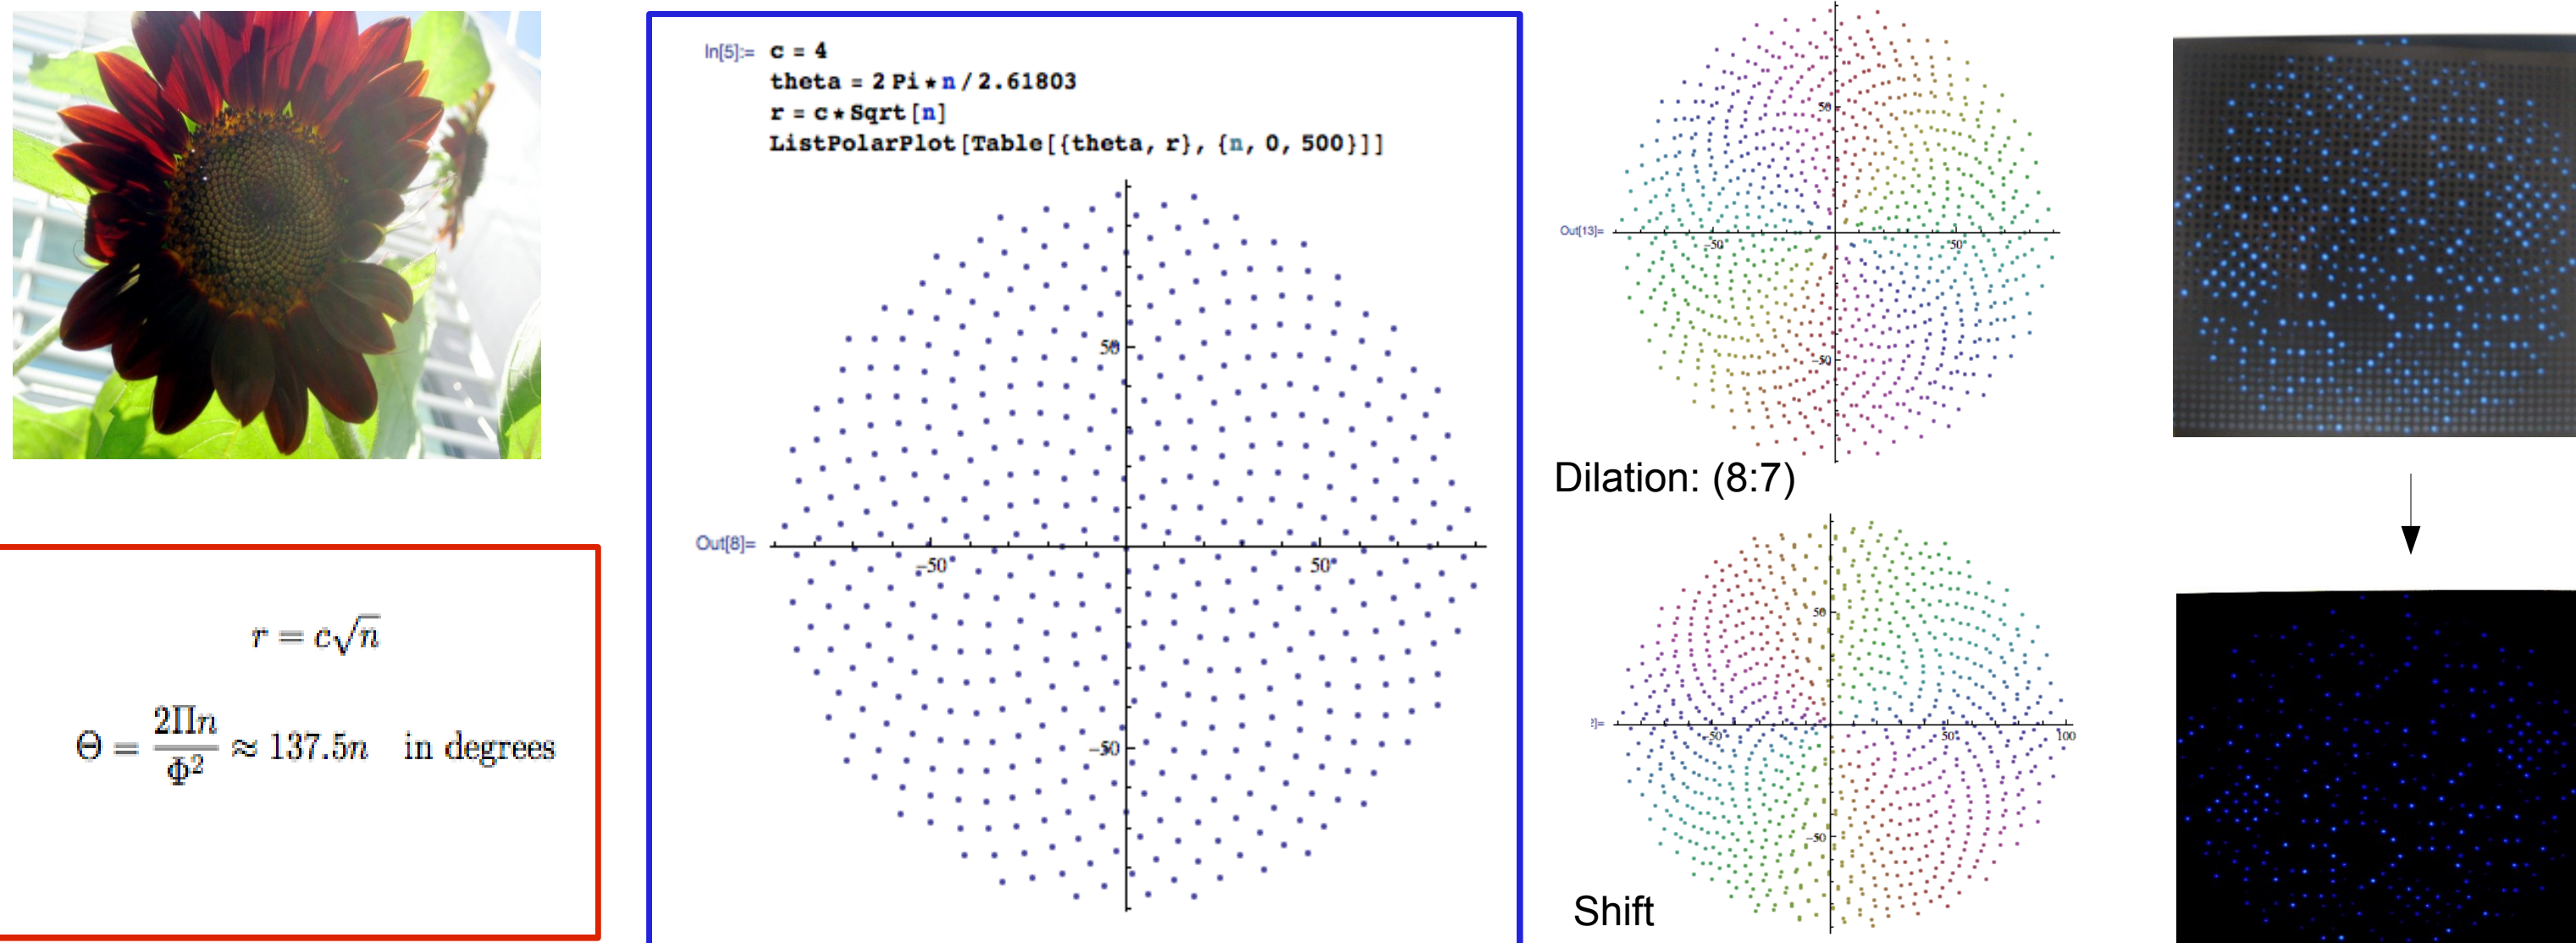 In[5]:= c = 4
theta = 2 Pi * n / 2.61803
r = c * Sqrt[n]
ListPolarPlot[Table[{theta, r}, {n, 0, 500}]]
50
Out[8]=
-50
50
-50
r = c√n
Θ = 2Πn / Φ² ≈ 137.5n in degrees
50
Out[13]=
-50
50
-50
Dilation: (8:7)
50
2]=
-50
50
100
-50
Shift